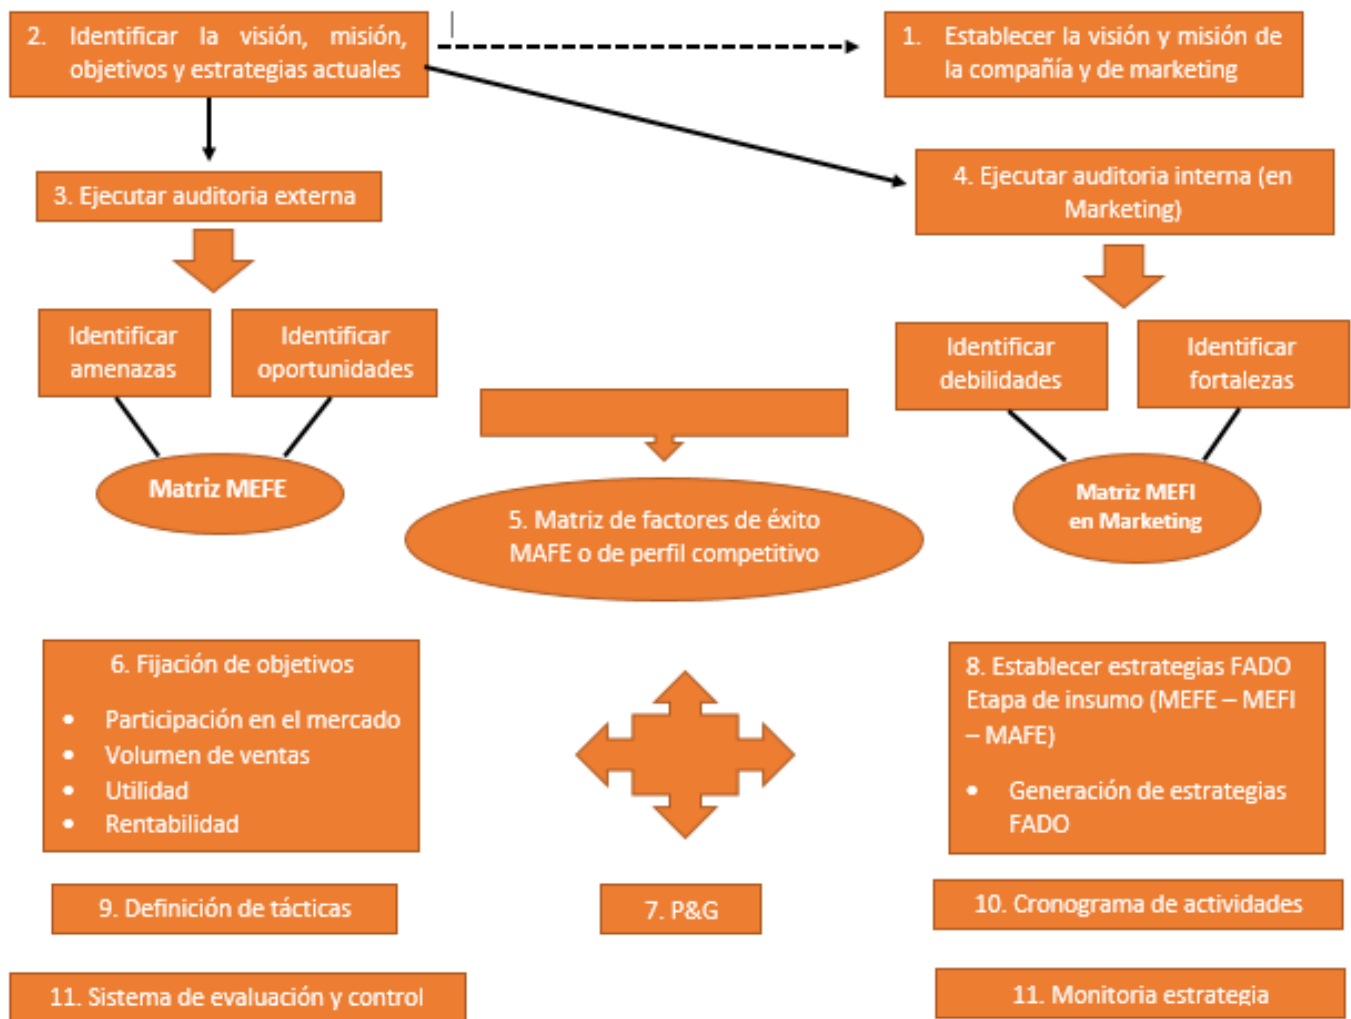 2. Identificar la visión, misión,
objetivos y estrategias actuales
1. Establecer la visión y misión de
la compañía y de marketing
3. Ejecutar auditoria externa
4. Ejecutar auditoria interna (en
Marketing)
Identificar
amenazas
Identificar
oportunidades
Identificar
debilidades
Identificar
fortalezas
Matriz MEFE
Matriz MEFI
en Marketing
5. Matriz de factores de éxito
MAFE o de perfil competitivo
6. Fijación de objetivos
• Participación en el mercado
• Volumen de ventas
• Utilidad
• Rentabilidad
8. Establecer estrategias FADO
Etapa de insumo (MEFE – MEFI
– MAFE)
• Generación de estrategias
FADO
9. Definición de tácticas
7. P&G
10. Cronograma de actividades
11. Sistema de evaluación y control
11. Monitoria estrategia